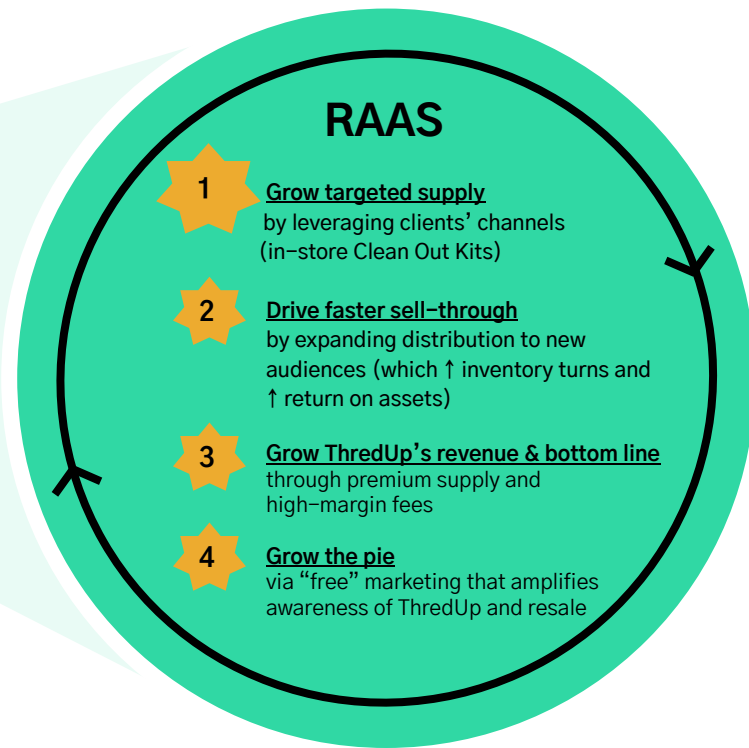 RAAS
1
Grow targeted supply
by leveraging clients’ channels
(in-store Clean Out Kits)
2
Drive faster sell-through
by expanding distribution to new
audiences (which ↑ inventory turns and
↑ return on assets)
3
Grow ThredUp’s revenue & bottom line
through premium supply and
high-margin fees
4
Grow the pie
via “free” marketing that amplifies
awareness of ThredUp and resale